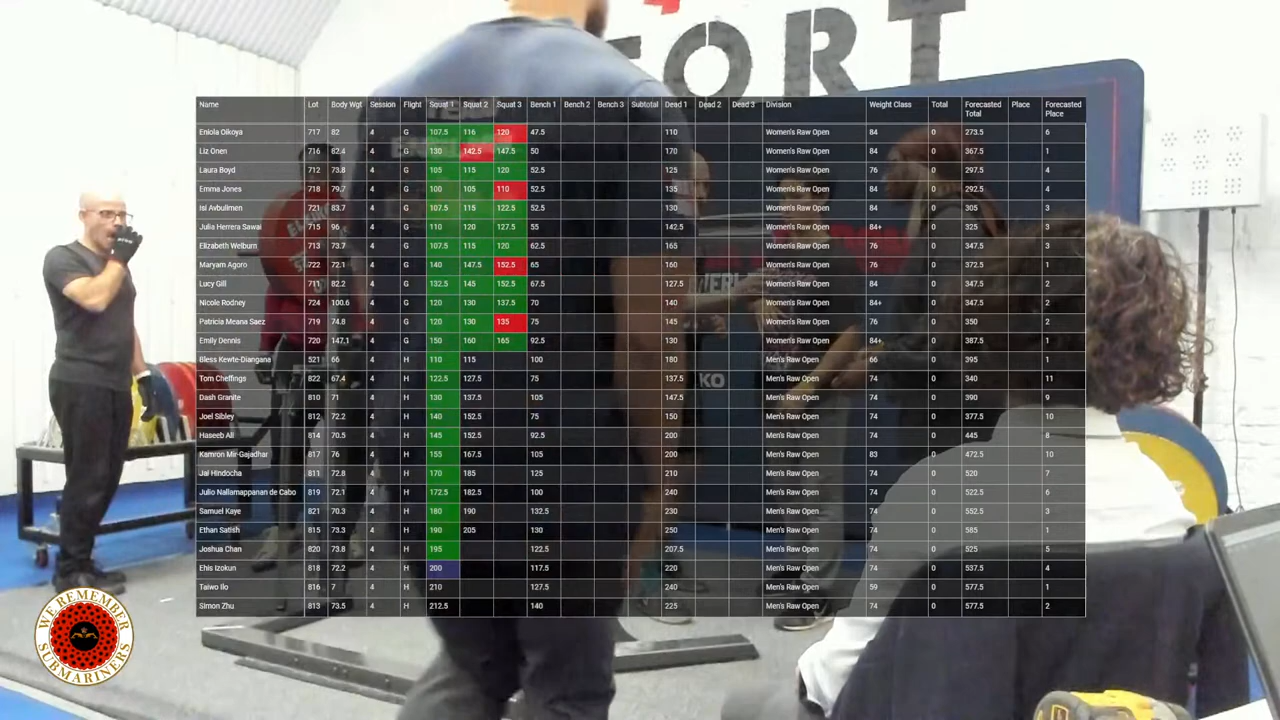 FORT
Name Lot Body Wgt Session Flight Squat 1 Squat 2 Squat 3 Bench 1 Bench 2 Bench 3 Subtotal Dead 1 Dead 2 Dead 3 Division Weight Class Total Forecasted Total Place Forecasted Place
Eniola Oikoya 717 82 4 G 107.5 116 120 47.5 110 Women's Raw Open 84 0 273.5 6
Liz Onen 716 82.4 4 G 130 142.5 147.5 50 170 Women's Raw Open 84 0 367.5 1
Laura Boyd 712 73.8 4 G 105 115 120 52.5 125 Women's Raw Open 76 0 297.5 4
Emma Jones 718 79.7 4 G 100 105 110 52.5 135 Women's Raw Open 84 0 292.5 4
Isi Avbulimen 721 83.7 4 G 107.5 115 122.5 52.5 130 Women's Raw Open 84 0 305 3
Julia Herrera Sawai 715 96 4 G 110 120 127.5 55 142.5 Women's Raw Open 84+ 0 325 3
Elizabeth Welburn 713 73.7 4 G 107.5 115 120 62.5 165 Women's Raw Open 76 0 347.5 3
Maryam Agoro 722 72.1 4 G 140 147.5 152.5 65 160 Women's Raw Open 76 0 372.5 1
Lucy Gill 711 82.2 4 G 132.5 145 152.5 67.5 127.5 Women's Raw Open 84 0 347.5 2
Nicole Rodney 724 100.6 4 G 120 130 137.5 70 140 Women's Raw Open 84+ 0 347.5 2
Patricia Meana Saez 719 74.8 4 G 120 130 135 75 145 Women's Raw Open 76 0 350 2
Emily Dennis 720 147.1 4 G 150 160 165 92.5 130 Women's Raw Open 84+ 0 387.5 1
Bless Kewte-Diangana 521 66 4 H 110 115 100 180 Men's Raw Open 66 0 395 1
Tom Cheffings 822 67.4 4 H 122.5 127.5 75 137.5 Men's Raw Open 74 0 340 11
Dash Granite 810 71 4 H 130 137.5 105 147.5 Men's Raw Open 74 0 390 9
Joel Sibley 812 72.2 4 H 140 152.5 75 150 Men's Raw Open 74 0 377.5 10
Haseeb Ali 814 70.5 4 H 145 152.5 92.5 200 Men's Raw Open 74 0 445 8
Kamron Mir-Gajadhar 817 76 4 H 155 167.5 105 200 Men's Raw Open 83 0 472.5 10
Jai Hindocha 811 72.8 4 H 170 185 125 210 Men's Raw Open 74 0 520 7
Julio Nallamappanan de Cabo 819 72.1 4 H 172.5 182.5 100 240 Men's Raw Open 74 0 522.5 6
Samuel Kaye 821 70.3 4 H 180 190 132.5 230 Men's Raw Open 74 0 552.5 3
Ethan Satish 815 73.3 4 H 190 205 130 250 Men's Raw Open 74 0 585 1
Joshua Chan 820 73.8 4 H 195 122.5 207.5 Men's Raw Open 74 0 525 5
Ehis Izokun 818 72.2 4 H 200 117.5 220 Men's Raw Open 74 0 537.5 4
Taiwo Ilo 816 7 4 H 210 127.5 240 Men's Raw Open 59 0 577.5 1
Simon Zhu 813 73.5 4 H 212.5 140 225 Men's Raw Open 74 0 577.5 2
WE REMEMBER
SUBMARINERS